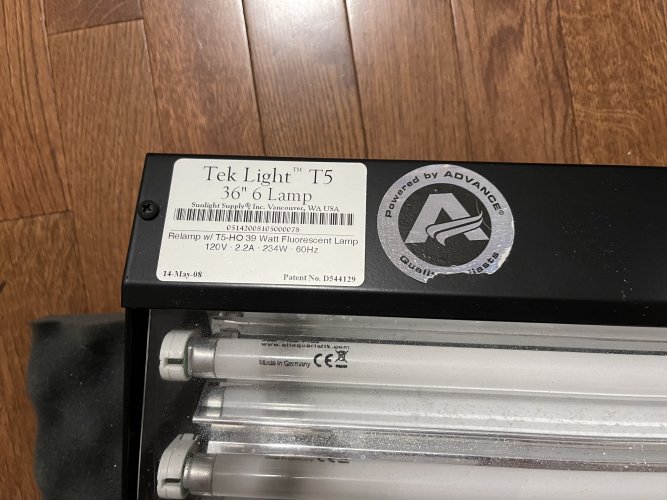 Tek Light™ T5
36" 6 Lamp
Sunlight Supply® Inc. Vancouver, WA USA
05142008105000078
Relamp w/ T5-HO 39 Watt Fluorescent Lamp
120V · 2.2A · 234W · 60Hz
14-May-08
Patent No. D544129
Powered by ADVANCE®
A
Made in Germany
CE